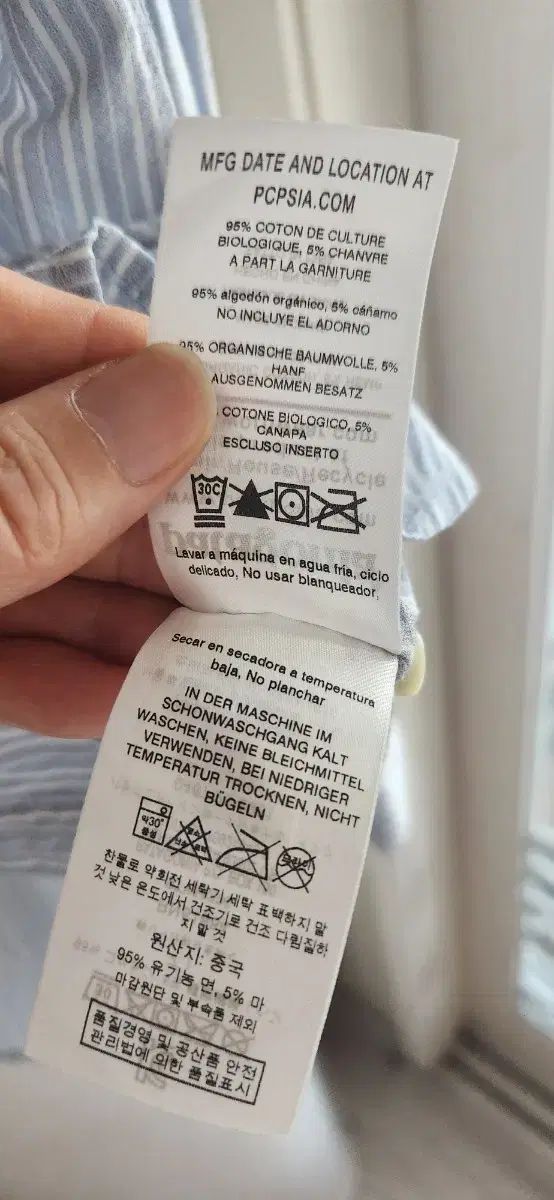 MFG DATE AND LOCATION AT
PCPSIA.COM
95% COTON DE CULTURE
BIOLOGIQUE, 5% CHANVRE
A PART LA GARNITURE
95% algodón orgánico, 5% cáñamo
NO INCLUYE EL ADORNO
95% ORGANISCHE BAUMWOLLE, 5%
HANF
AUSGENOMMEN BESATZ
COTONE BIOLOGICO, 5%
CANAPA
ESCLUSO INSERTO
30C
Lavar a máquina en agua fría, ciclo
delicado, No usar blanqueador,
Secar en secadora a temperatura
baja, No planchar
IN DER MASCHINE IM
SCHONWASCHGANG KALT
WASCHEN, KEINE BLEICHMITTEL
VERWENDEN, BEI NIEDRIGER
TEMPERATUR TROCKNEN, NICHT
BÜGELN
약30°
중성
찬물로 약회전 세탁기 세탁 표백하지 말
것 낮은 온도에서 건조기로 건조 다림질하
지 말 것
원산지: 중국
95% 유기농 면, 5% 마
마감원단 및 부속품 제외
품질경영 및 공산품 안전
관리법에 의한 품질표시